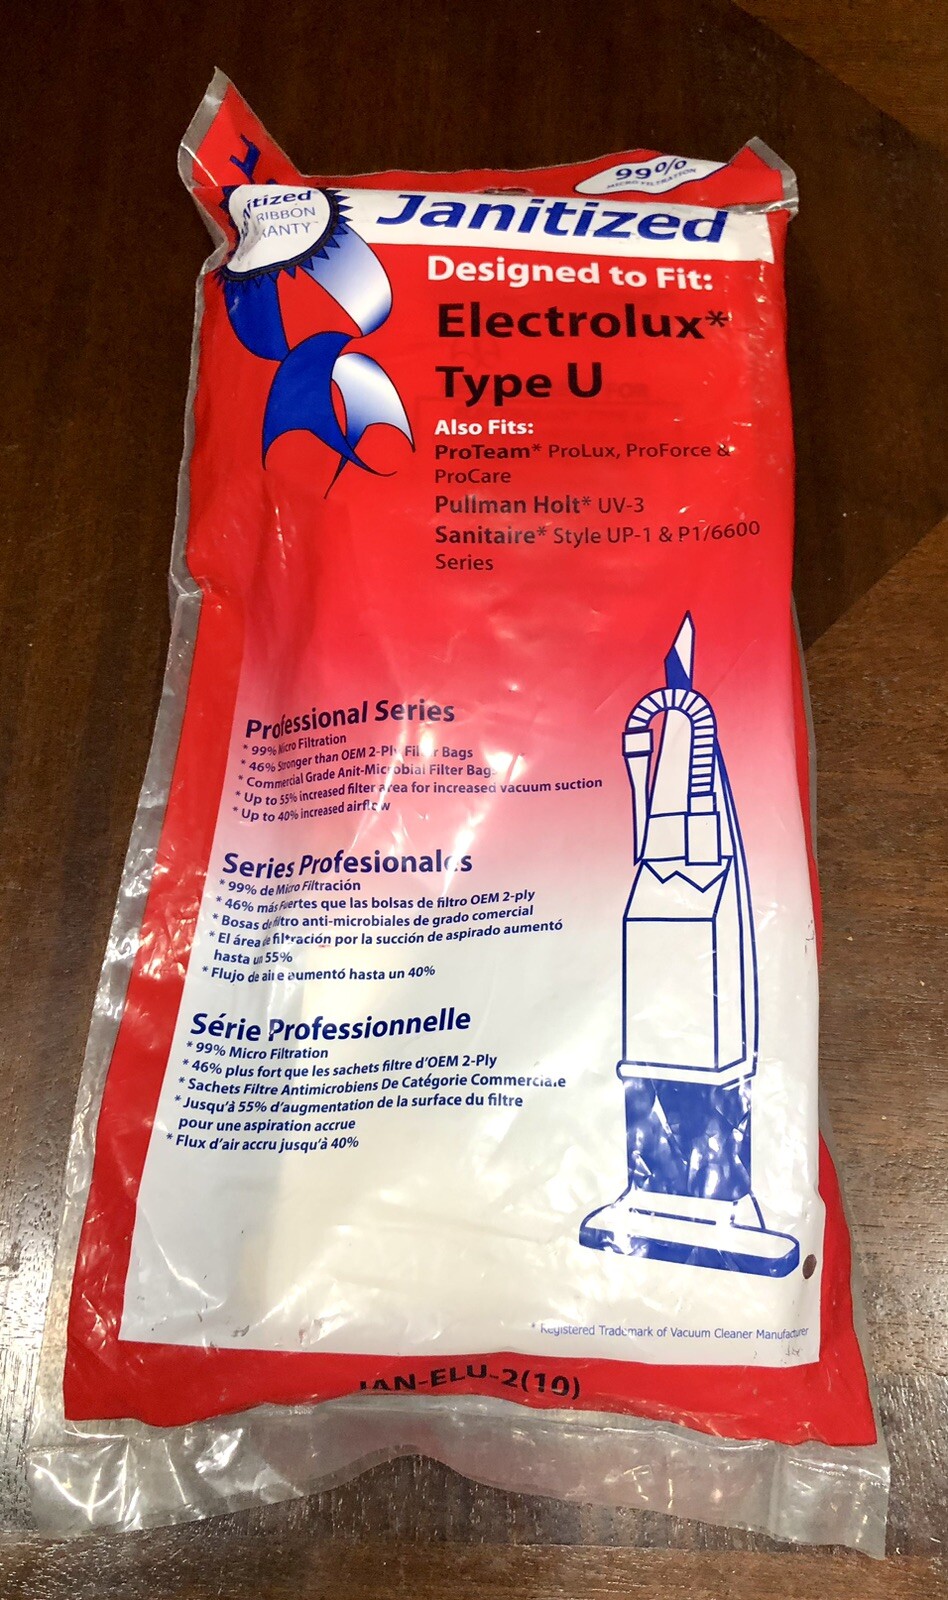 99%
MICRO FILTRATION
Janitized
RIBBON
Janitized
Designed to Fit:
Electrolux*
Type U
Also Fits:
ProTeam* ProLux, ProForce &
ProCare
Pullman Holt* UV-3
Sanitaire* Style UP-1 & P1/6600
Series
Professional Series
* 99% Micro Filtration
* 46% Stronger than OEM 2-Ply Filter Bags
* Commercial Grade Anit-Microbial Filter Bags
* Up to 55% increased filter area for increased vacuum suction
* Up to 40% increased airflow
Series Profesionales
* 99% de Micro Filtración
* 46% más Fuertes que las bolsas de filtro OEM 2-ply
* Bosas de filtro anti-microbiales de grado comercial
* El área de filtración por la succión de aspirado aumentó
hasta un 55%
* Flujo de aire aumentó hasta un 40%
Série Professionnelle
* 99% Micro Filtration
* 46% plus fort que les sachets filtre d'OEM 2-Ply
* Sachets Filtre Antimicrobiens De Catégorie Commerciale
* Jusqu'à 55% d'augmentation de la surface du filtre
pour une aspiration accrue
* Flux d'air accru jusqu'à 40%
* Registered Trademark of Vacuum Cleaner Manufacturer
JAN-ELU-2(10)